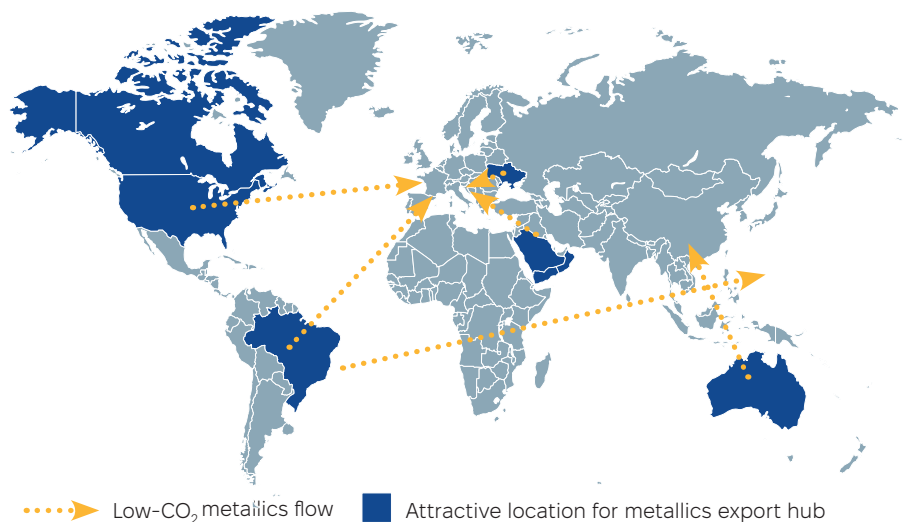 Low-CO₂ metallics flow
Attractive location for metallics export hub